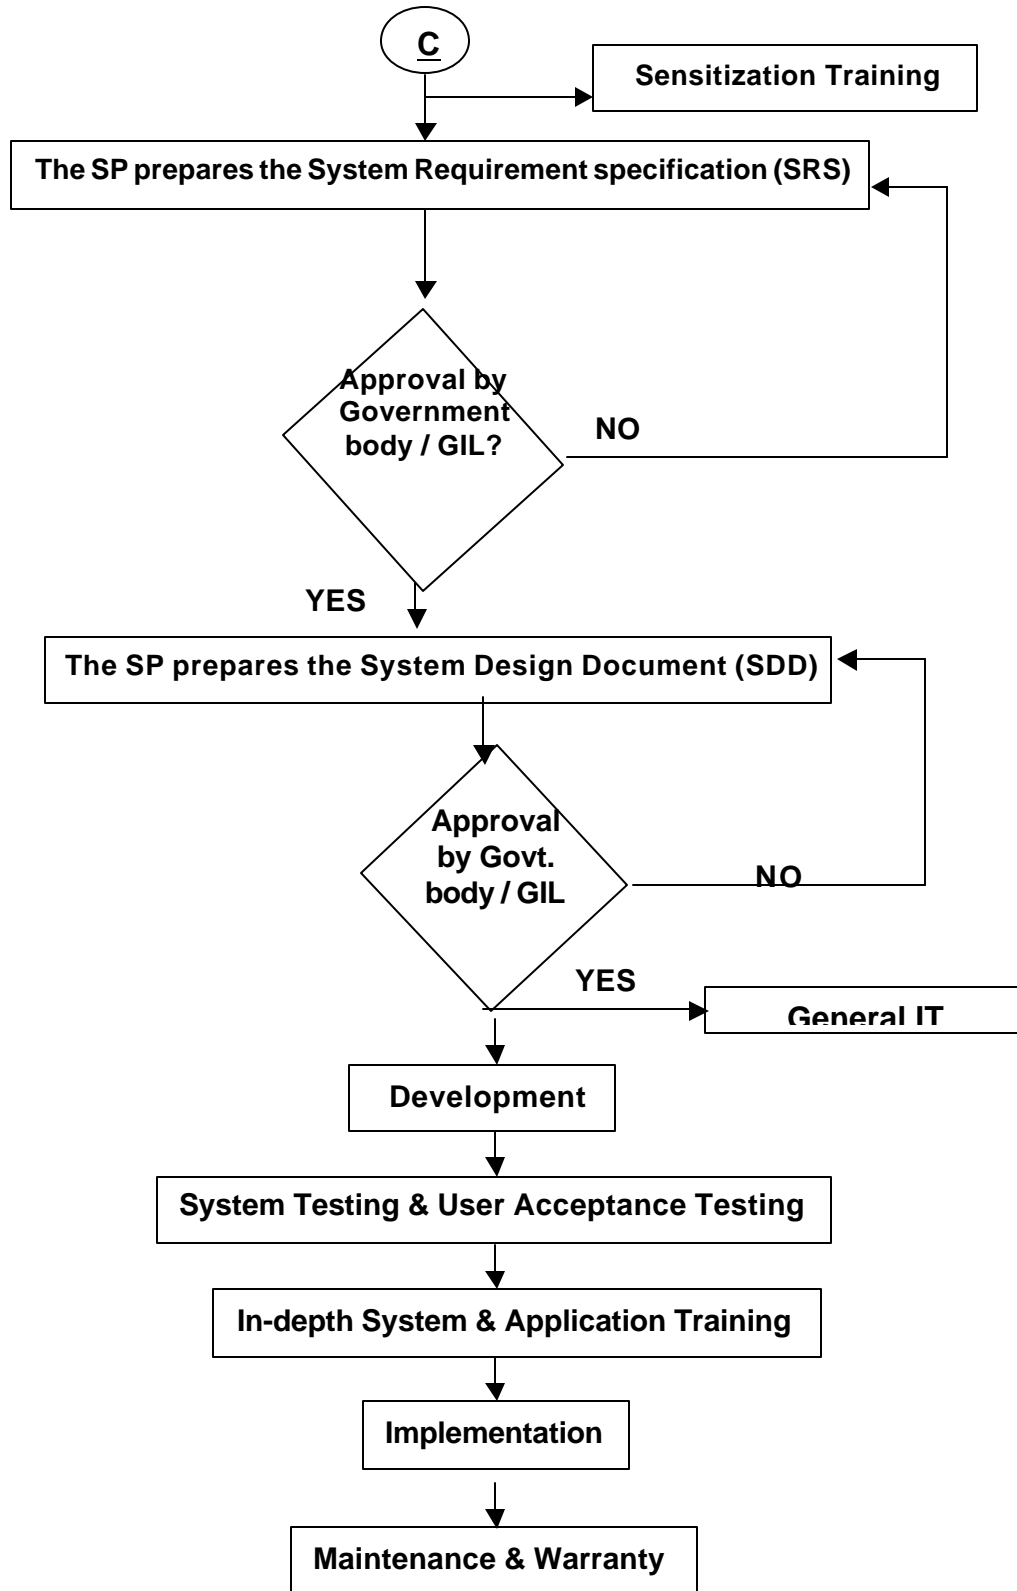 C
Sensitization Training
The SP prepares the System Requirement specification (SRS)
Approval by
Government
body / GIL?
NO
YES
The SP prepares the System Design Document (SDD)
Approval
by Govt.
body / GIL
NO
YES
General IT
Development
System Testing & User Acceptance Testing
In-depth System & Application Training
Implementation
Maintenance & Warranty